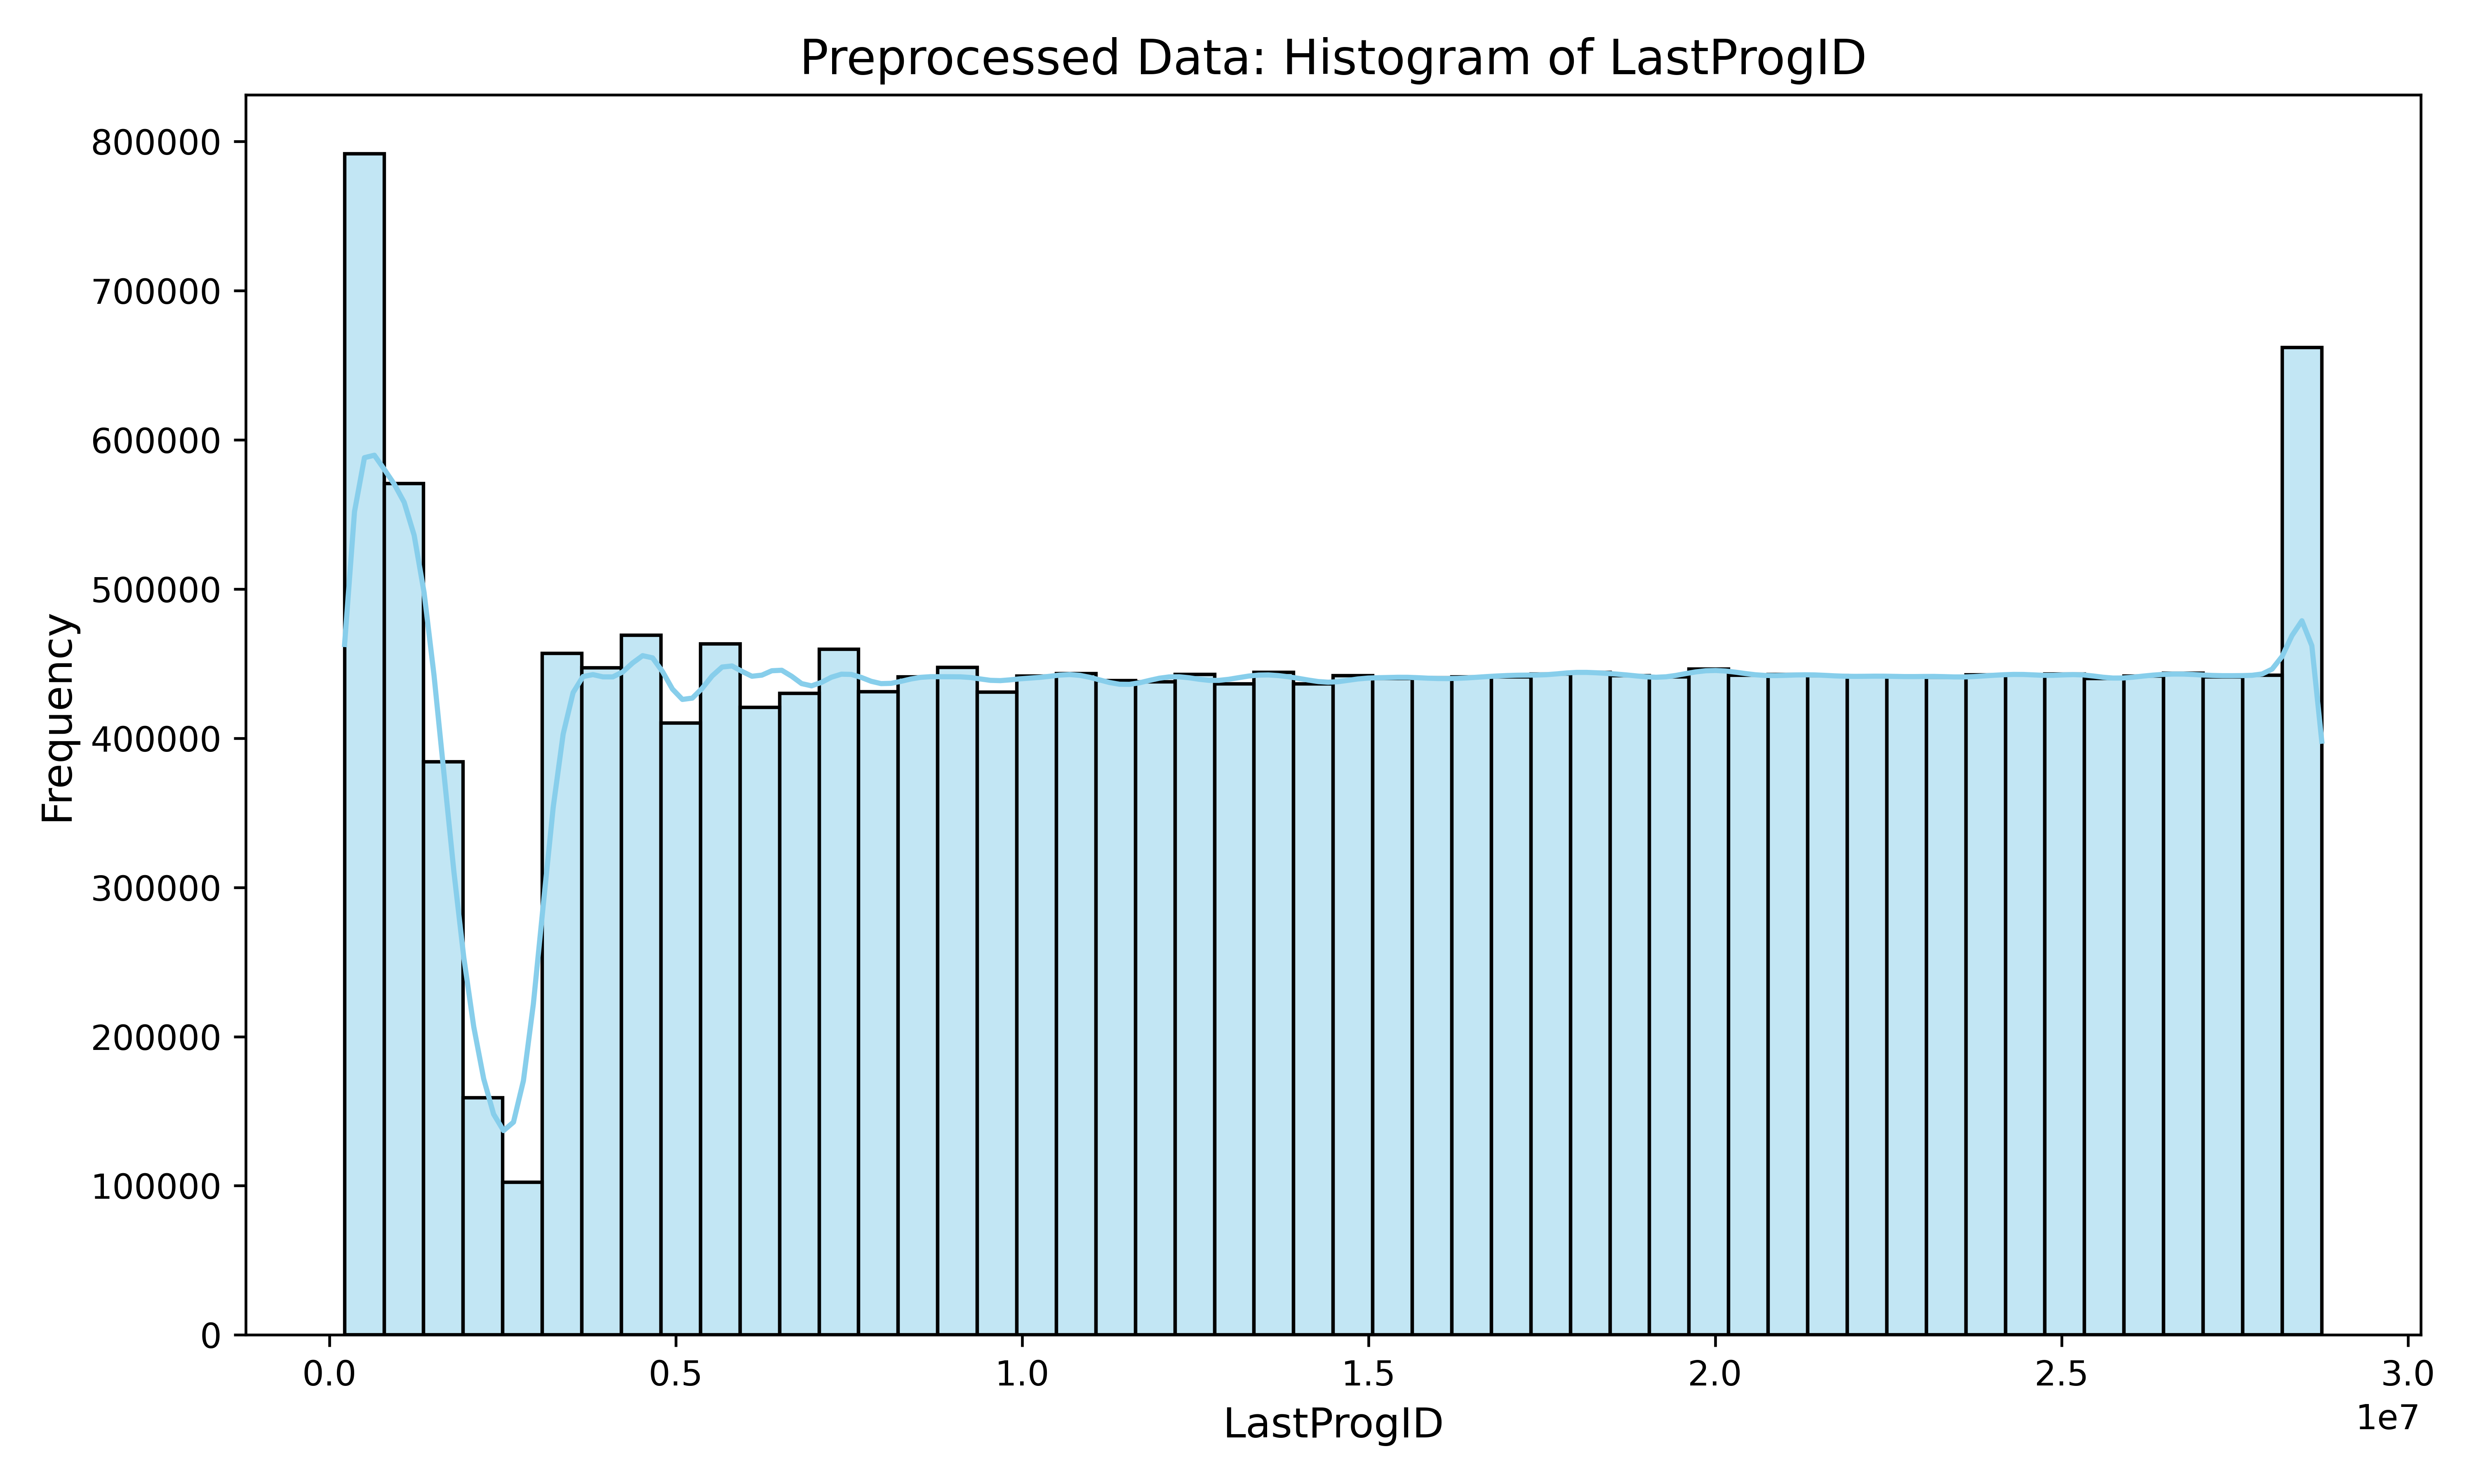 Preprocessed Data: Histogram of LastProgID
800000
700000
600000
500000
400000
300000
200000
100000
0
Frequency
0.0 0.5 1.0 1.5 2.0 2.5 3.0
1e7
LastProgID